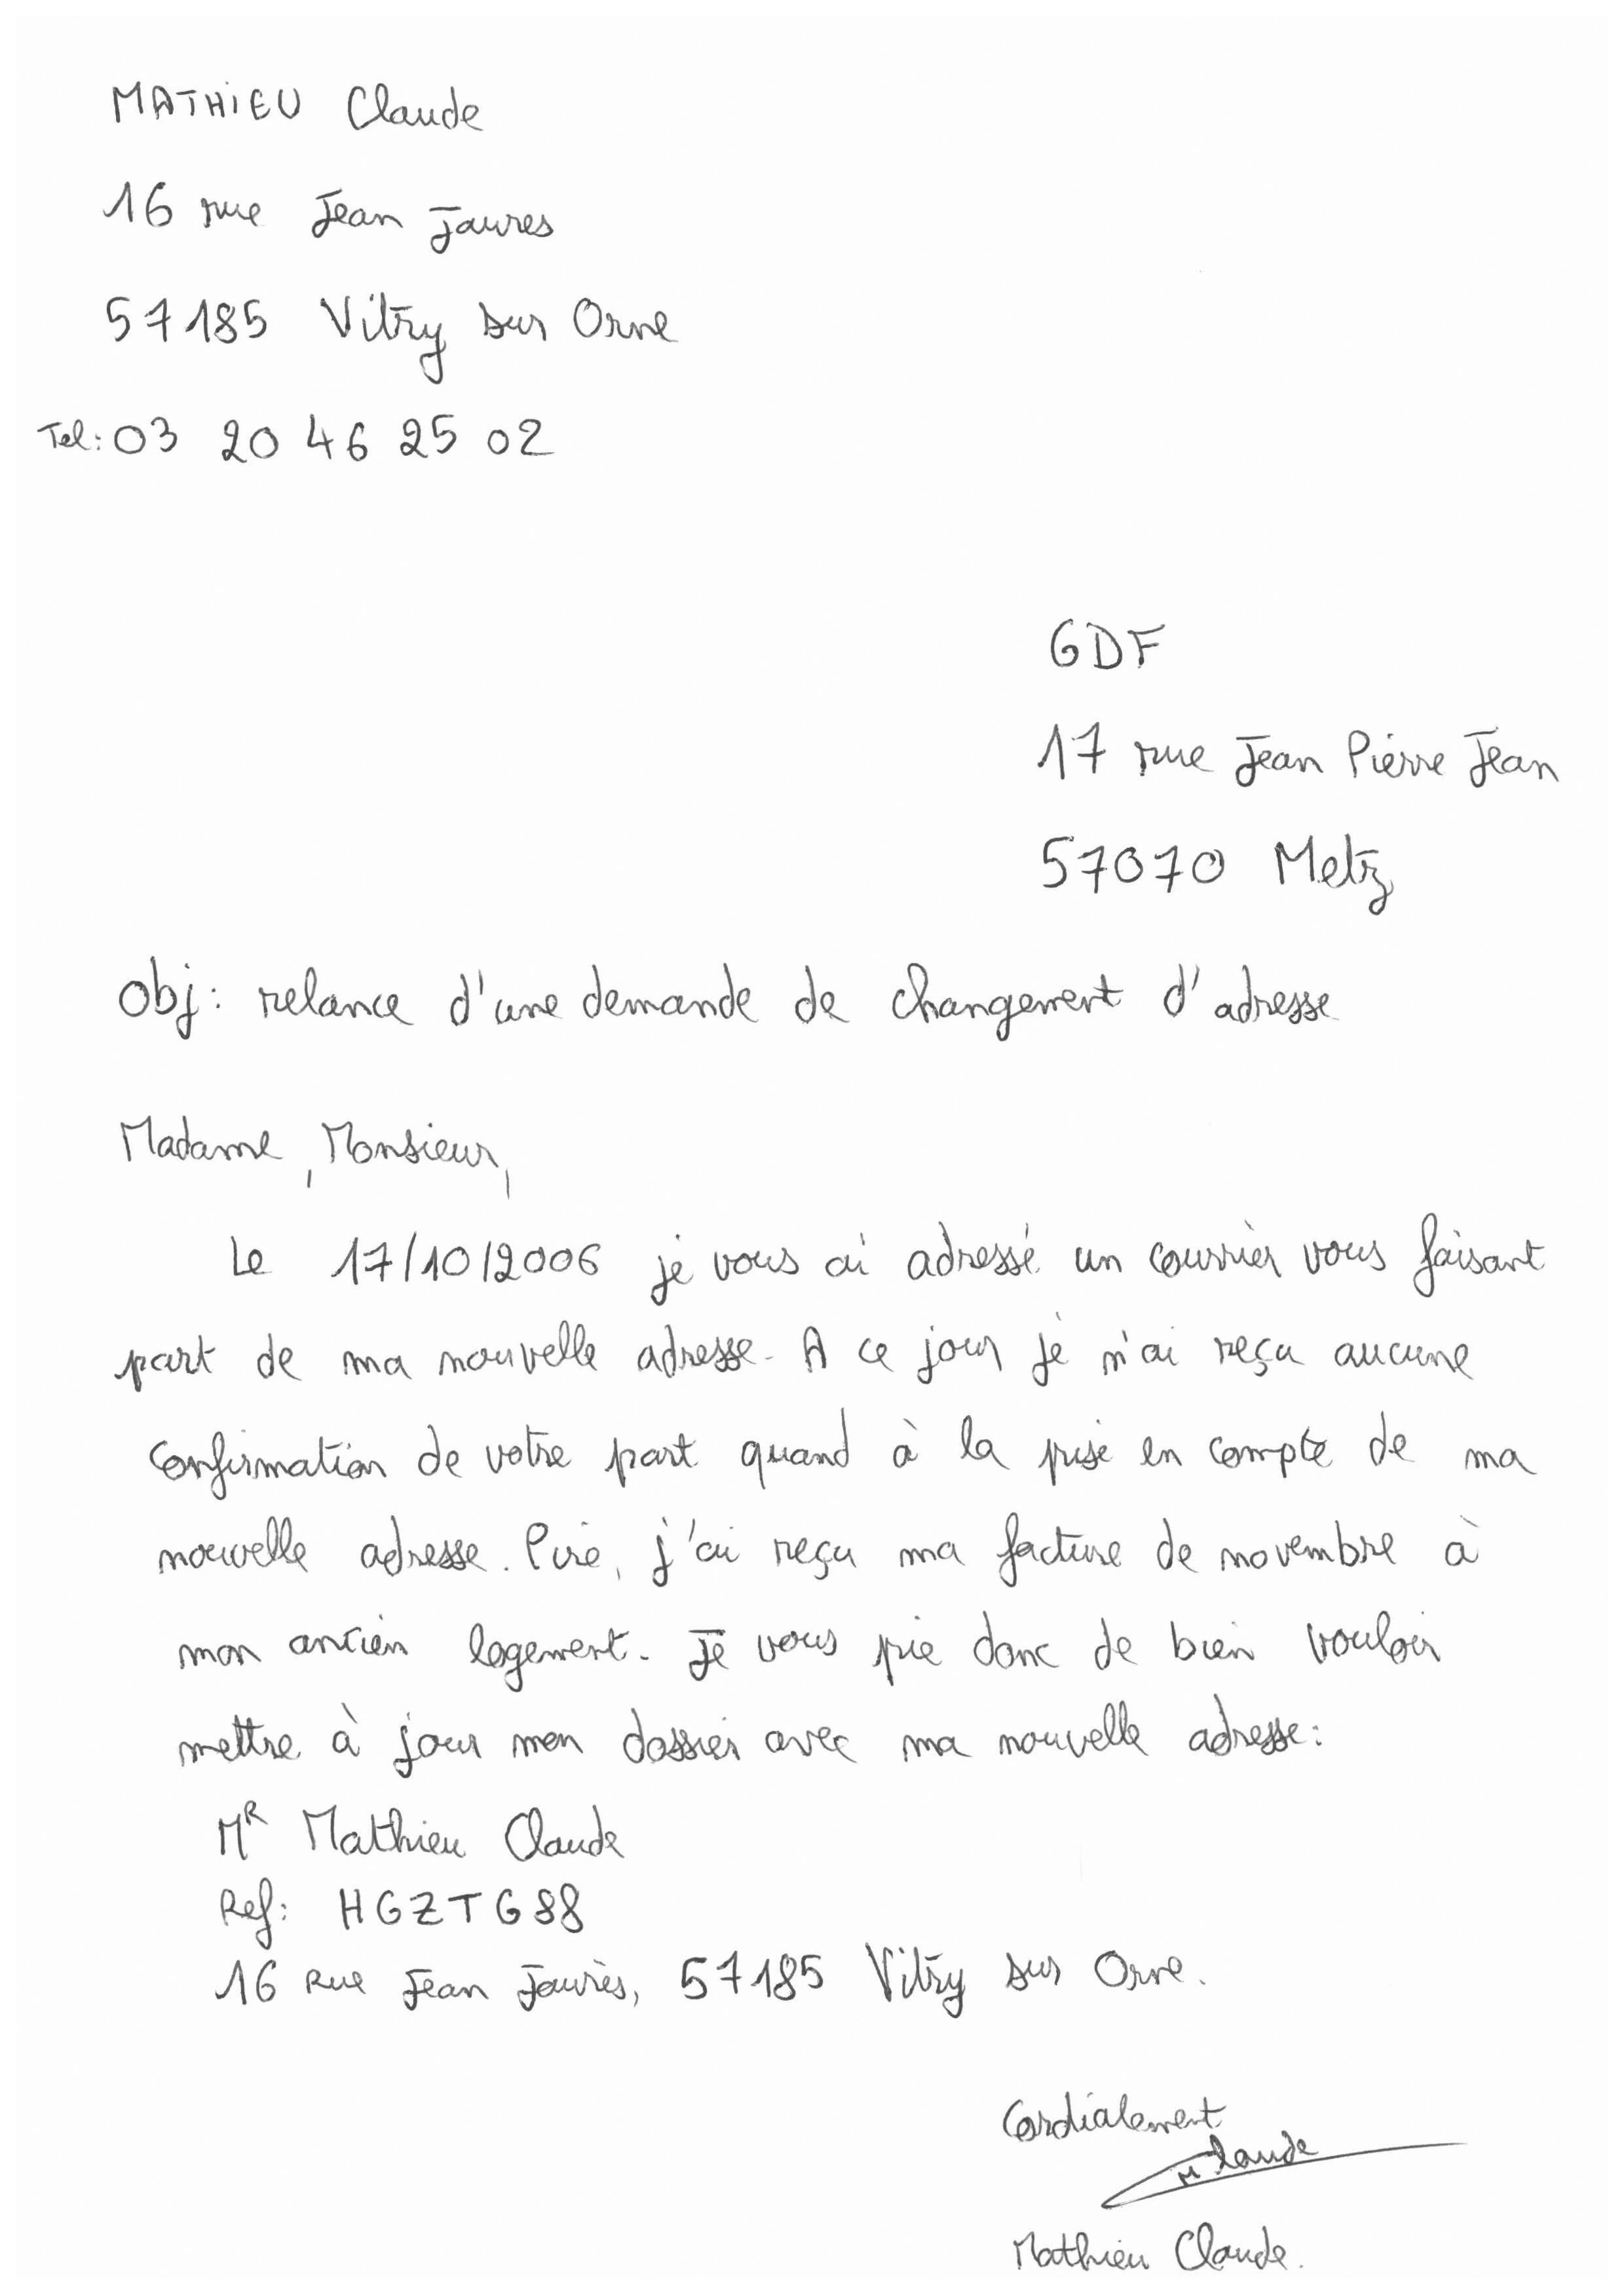 MATHIEU Claude
16 rue Jean Jaures
57185 Vitry sur Orne
Tel: 03 20 46 25 02
GDF
17 rue Jean Pierre Jean
57070 Metz
Obj: relance d'une demande de changement d'adresse
Madame, Monsieur,
Le 17/10/2006 je vous ai adressé un courrier vous faisant
part de ma nouvelle adresse. A ce jour je n'ai reçu aucune
confirmation de votre part quand à la prise en compte de ma
nouvelle adresse. Pire, j'ai reçu ma facture de novembre à
mon ancien logement. Je vous prie donc de bien vouloir
mettre à jour mon dossier avec ma nouvelle adresse:
MR Mathieu Claude
Ref: HGZTG88
16 Rue Jean Jaurès, 57185 Vitry sur Orne.
Cordialement
M Claude
Mathieu Claude.